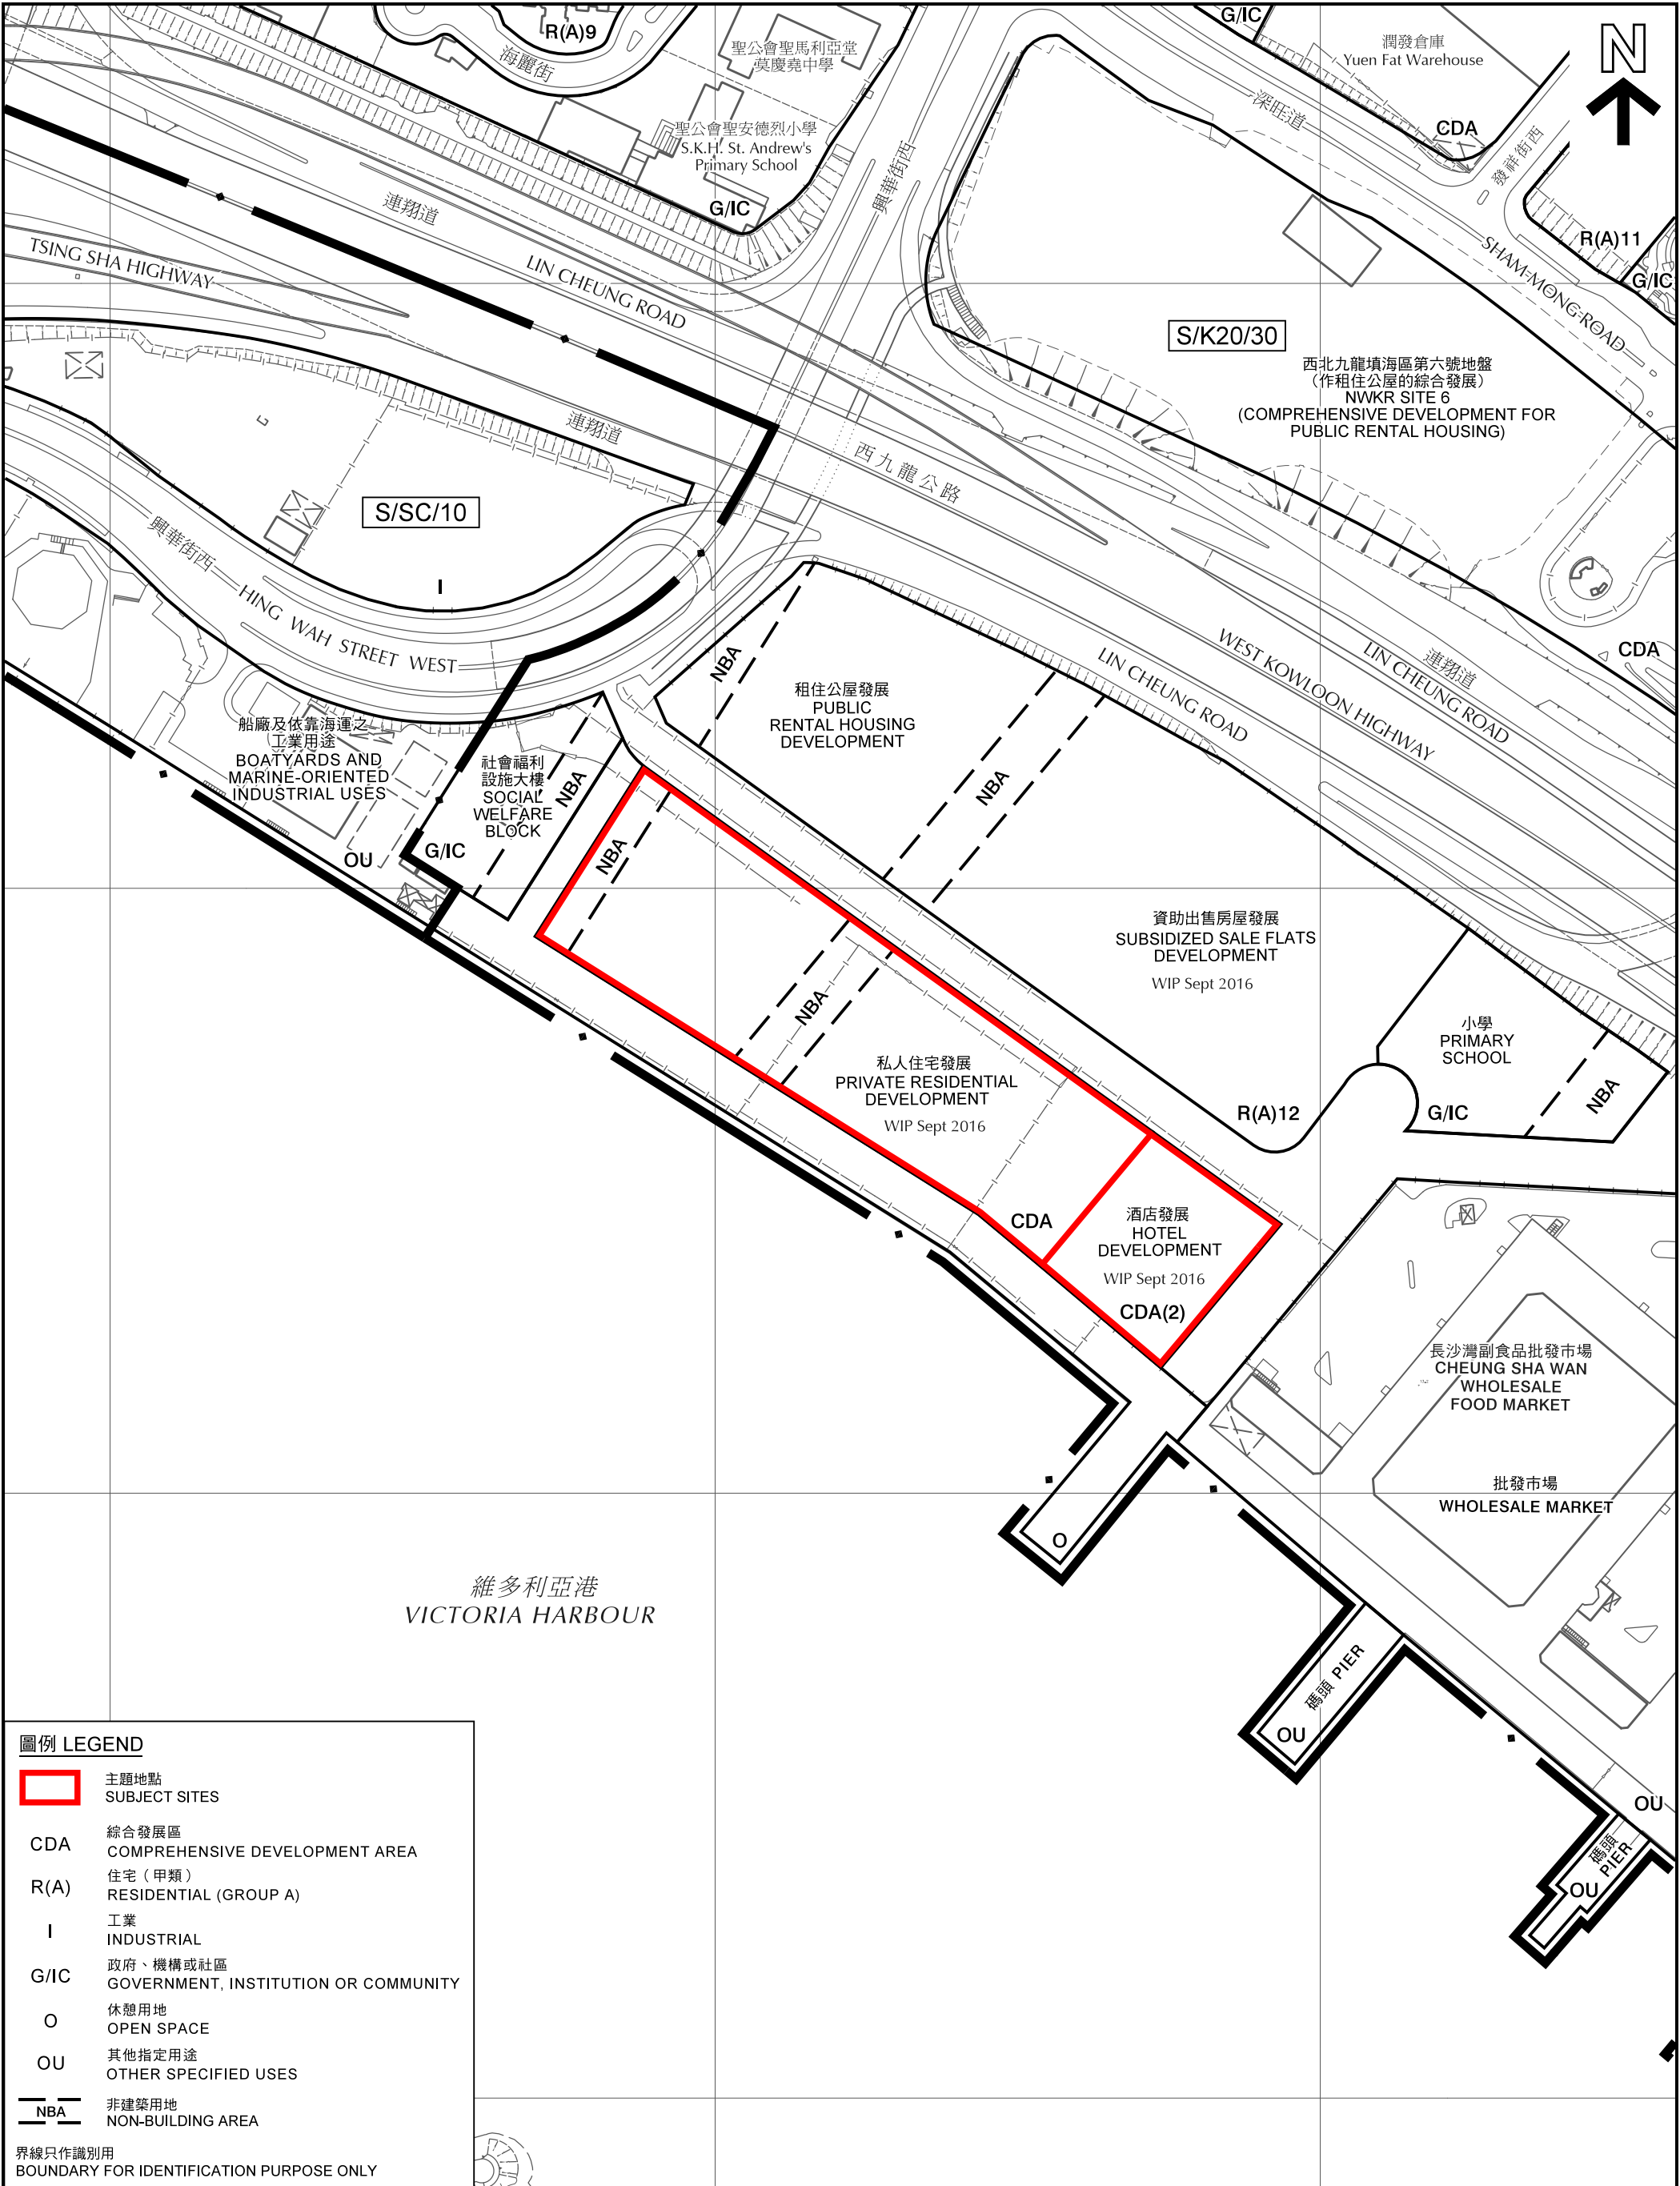 R(A)9
海麗街
聖公會聖馬利亞堂
莫慶堯中學
聖公會聖安德烈小學
S.K.H. St. Andrew's
Primary School
G/IC
興華街西
G/IC
潤發倉庫
Yuen Fat Warehouse
N
深旺道
CDA
發祥街西
R(A)11
G/IC
SHAM MONG ROAD
連翔道
TSING SHA HIGHWAY
LIN CHEUNG ROAD
S/K20/30
西北九龍填海區第六號地盤
(作租住公屋的綜合發展)
NWKR SITE 6
(COMPREHENSIVE DEVELOPMENT FOR
PUBLIC RENTAL HOUSING)
連翔道
西九龍公路
S/SC/10
興華街西
I
HING WAH STREET WEST
WEST KOWLOON HIGHWAY
LIN CHEUNG ROAD
連翔道
LIN CHEUNG ROAD
CDA
NBA
租住公屋發展
PUBLIC
RENTAL HOUSING
DEVELOPMENT
NBA
船廠及依靠海運之
工業用途
BOATYARDS AND
MARINE-ORIENTED
INDUSTRIAL USES
OU
社會福利
設施大樓
SOCIAL
WELFARE
BLOCK
NBA
G/IC
NBA
NBA
資助出售房屋發展
SUBSIDIZED SALE FLATS
DEVELOPMENT
WIP Sept 2016
小學
PRIMARY
SCHOOL
NBA
G/IC
R(A)12
私人住宅發展
PRIVATE RESIDENTIAL
DEVELOPMENT
WIP Sept 2016
CDA
酒店發展
HOTEL
DEVELOPMENT
WIP Sept 2016
CDA(2)
長沙灣副食品批發市場
CHEUNG SHA WAN
WHOLESALE
FOOD MARKET
批發市場
WHOLESALE MARKET
O
維多利亞港
VICTORIA HARBOUR
碼頭 PIER
OU
OU
碼頭
PIER
OU
圖例 LEGEND
主題地點
SUBJECT SITES
CDA
綜合發展區
COMPREHENSIVE DEVELOPMENT AREA
R(A)
住宅(甲類)
RESIDENTIAL (GROUP A)
I
工業
INDUSTRIAL
G/IC
政府、機構或社區
GOVERNMENT, INSTITUTION OR COMMUNITY
O
休憩用地
OPEN SPACE
OU
其他指定用途
OTHER SPECIFIED USES
NBA
非建築用地
NON-BUILDING AREA
界線只作識別用
BOUNDARY FOR IDENTIFICATION PURPOSE ONLY